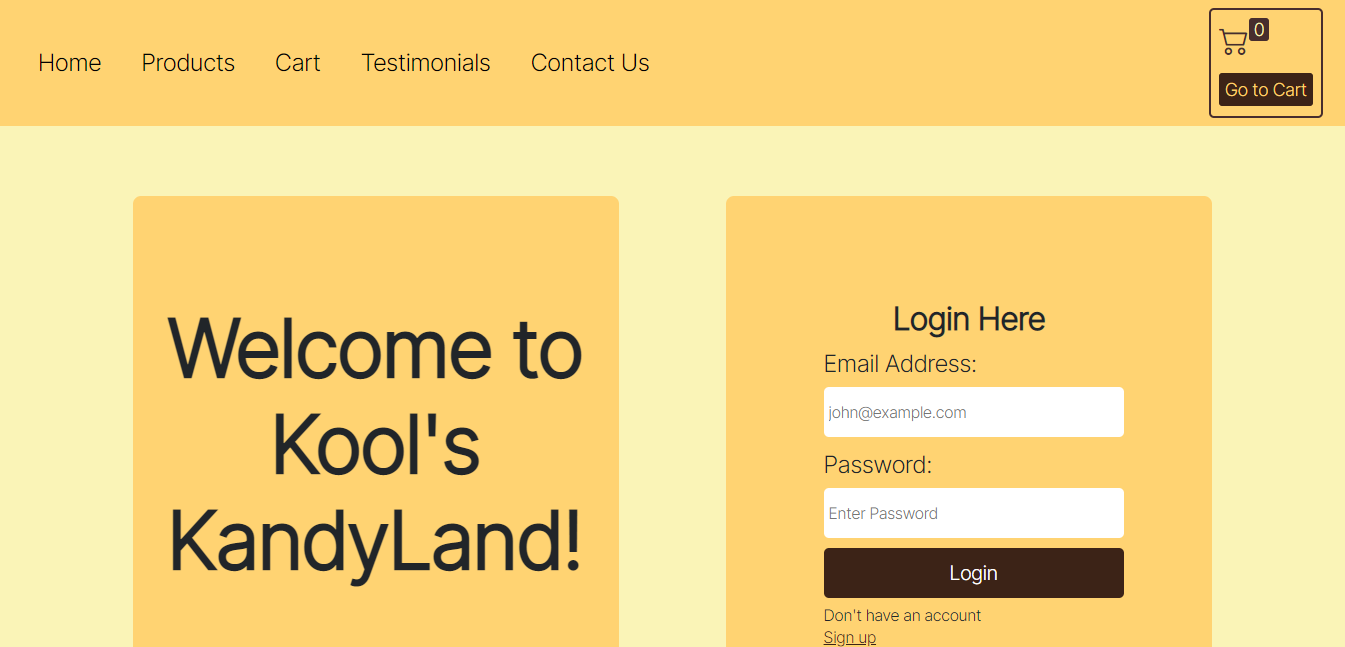 Home Products Cart Testimonials Contact Us
0
Go to Cart
Welcome to
Kool's
KandyLand!
Login Here
Email Address:
john@example.com
Password:
Enter Password
Login
Don't have an account
Sign up